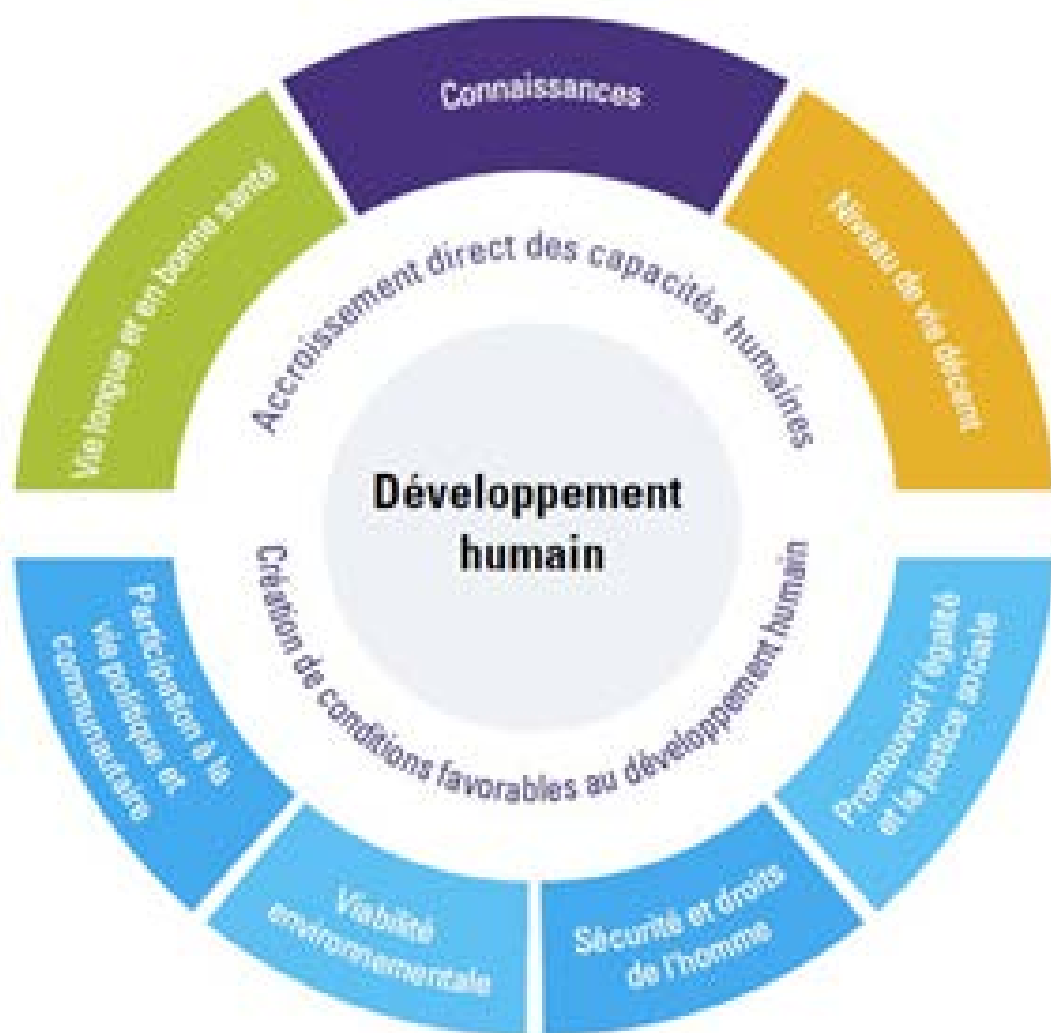 Connaissances
Vie longue et en bonne santé
Niveau de vie décent
Accroissement direct des capacités humaines
Développement
humain
Création de conditions favorables au développement humain
Participation à la
vie politique et
communautaire
Viabilité
environnementale
Sécurité et droits
de l'homme
Promouvoir l'égalité
et la justice sociale